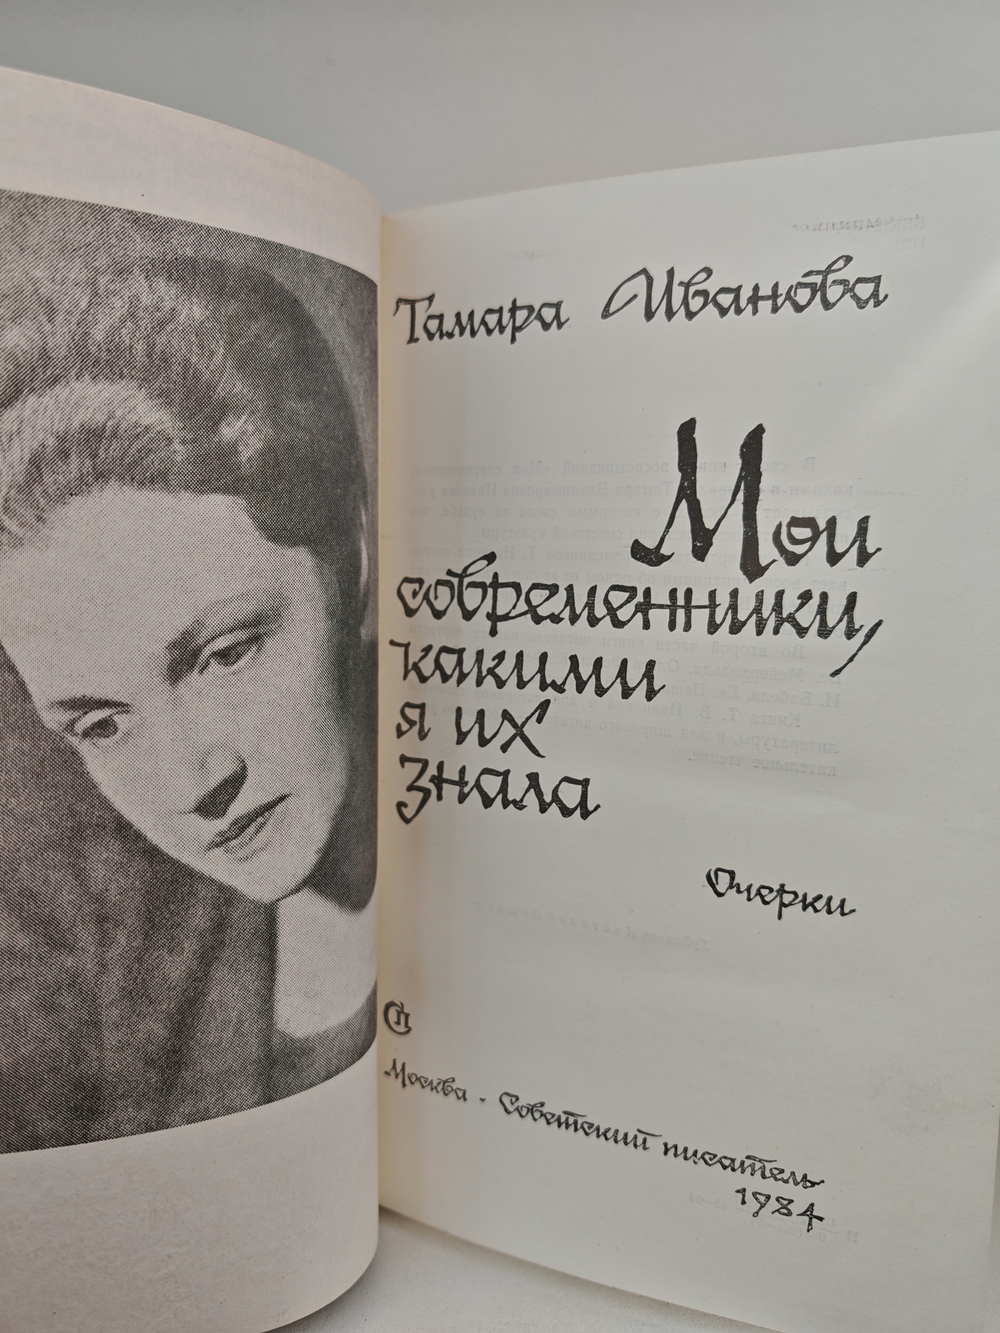 Тамара Иванова
Мои
современники,
какими
я их
знала
Очерки
СП
Москва · Советский писатель
1984